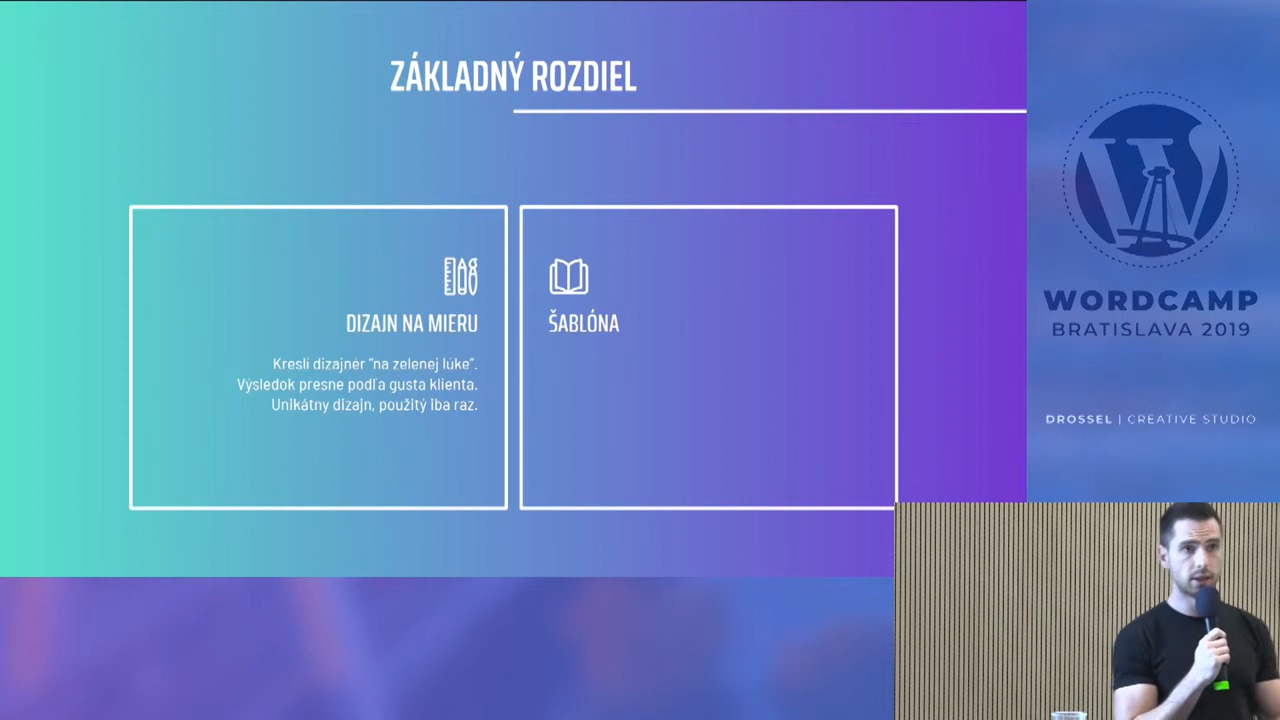 ZÁKLADNÝ ROZDIEL
DIZAJN NA MIERU
Kreslí dizajnér “na zelenej lúke”.
Výsledok presne podľa gusta klienta.
Unikátny dizajn, použitý iba raz.
ŠABLÓNA
WORDCAMP
BRATISLAVA 2019
DROSSEL | CREATIVE STUDIO